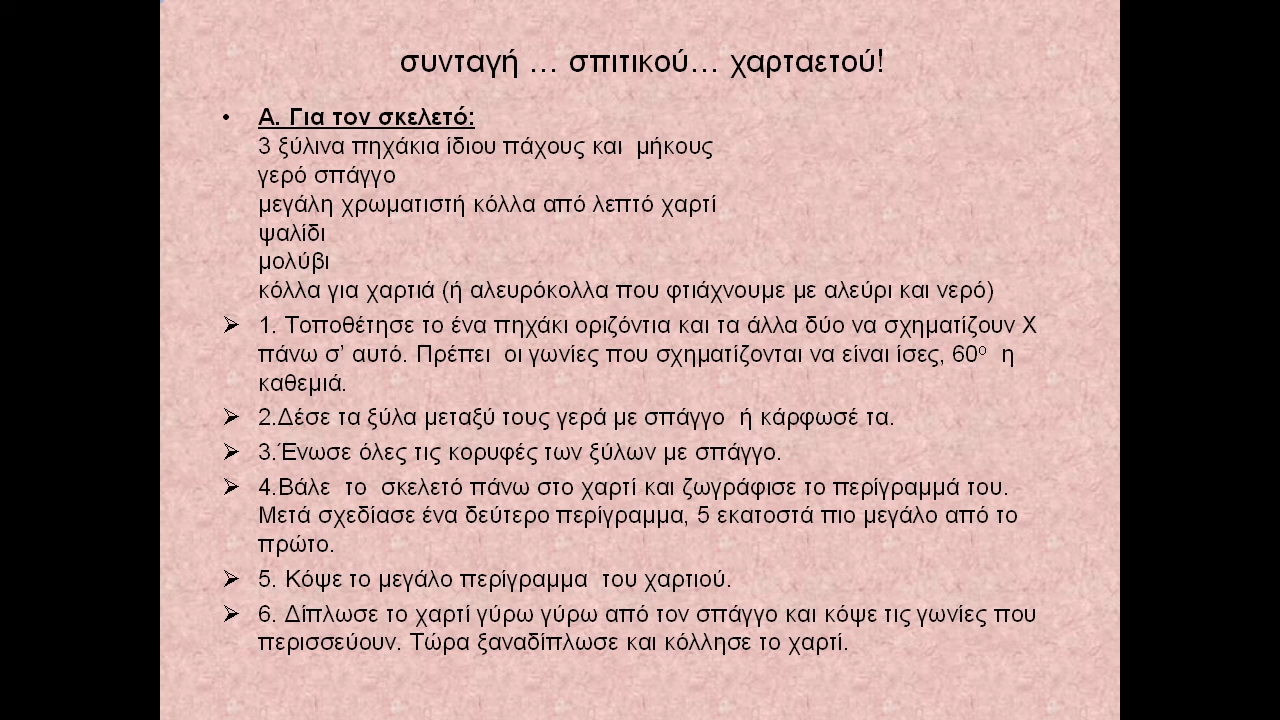 συνταγή … σπιτικού… χαρταετού!
• Α. Για τον σκελετό:
3 ξύλινα πηχάκια ίδιου πάχους και μήκους
γερό σπάγγο
μεγάλη χρωματιστή κόλλα από λεπτό χαρτί
ψαλίδι
μολύβι
κόλλα για χαρτιά (ή αλευρόκολλα που φτιάχνουμε με αλεύρι και νερό)
➢ 1. Τοποθέτησε το ένα πηχάκι οριζόντια και τα άλλα δύο να σχηματίζουν Χ
πάνω σ’ αυτό. Πρέπει οι γωνίες που σχηματίζονται να είναι ίσες, 60ο η
καθεμιά.
➢ 2.Δέσε τα ξύλα μεταξύ τους γερά με σπάγγο ή κάρφωσέ τα.
➢ 3.Ένωσε όλες τις κορυφές των ξύλων με σπάγγο.
➢ 4.Βάλε το σκελετό πάνω στο χαρτί και ζωγράφισε το περίγραμμά του.
Μετά σχεδίασε ένα δεύτερο περίγραμμα, 5 εκατοστά πιο μεγάλο από το
πρώτο.
➢ 5. Κόψε το μεγάλο περίγραμμα του χαρτιού.
➢ 6. Δίπλωσε το χαρτί γύρω γύρω από τον σπάγγο και κόψε τις γωνίες που
περισσεύουν. Τώρα ξαναδίπλωσε και κόλλησε το χαρτί.